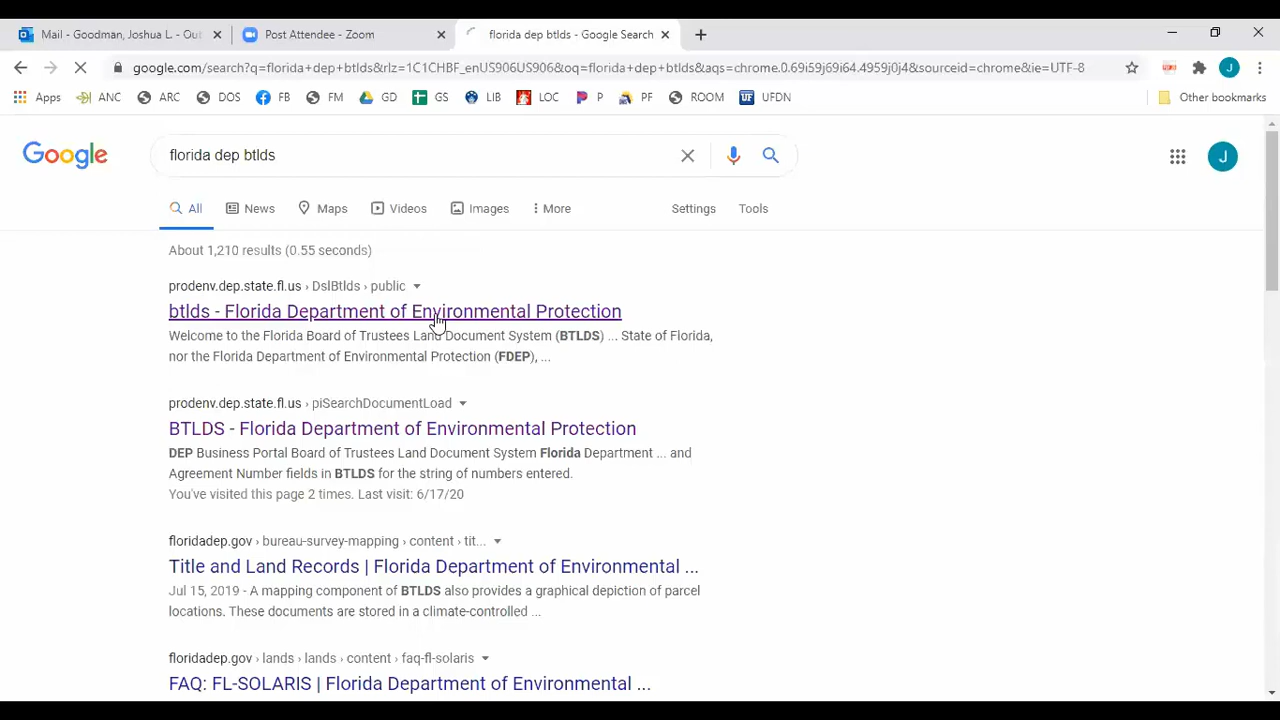 Mail - Goodman, Joshua L. - Out
Post Attendee - Zoom
florida dep btlds - Google Search
google.com/search?q=florida+dep+btlds&rlz=1C1CHBF_enUS906US906&oq=florida+dep+btlds&aqs=chrome.0.69i59j69i64.4959j0j4&sourceid=chrome&ie=UTF-8
J
Apps ANC ARC DOS FB FM GD GS LIB LOC P PF ROOM UFDN Other bookmarks
Google
florida dep btlds
J
All News Maps Videos Images More Settings Tools
About 1,210 results (0.55 seconds)
prodenv.dep.state.fl.us › DslBtlds › public
btlds - Florida Department of Environmental Protection
Welcome to the Florida Board of Trustees Land Document System (BTLDS) ... State of Florida,
nor the Florida Department of Environmental Protection (FDEP), ...
prodenv.dep.state.fl.us › piSearchDocumentLoad
BTLDS - Florida Department of Environmental Protection
DEP Business Portal Board of Trustees Land Document System Florida Department ... and
Agreement Number fields in BTLDS for the string of numbers entered.
You've visited this page 2 times. Last visit: 6/17/20
floridadep.gov › bureau-survey-mapping › content › tit...
Title and Land Records | Florida Department of Environmental ...
Jul 15, 2019 - A mapping component of BTLDS also provides a graphical depiction of parcel
locations. These documents are stored in a climate-controlled ...
floridadep.gov › lands › lands › content › faq-fl-solaris
FAQ: FL-SOLARIS | Florida Department of Environmental ...